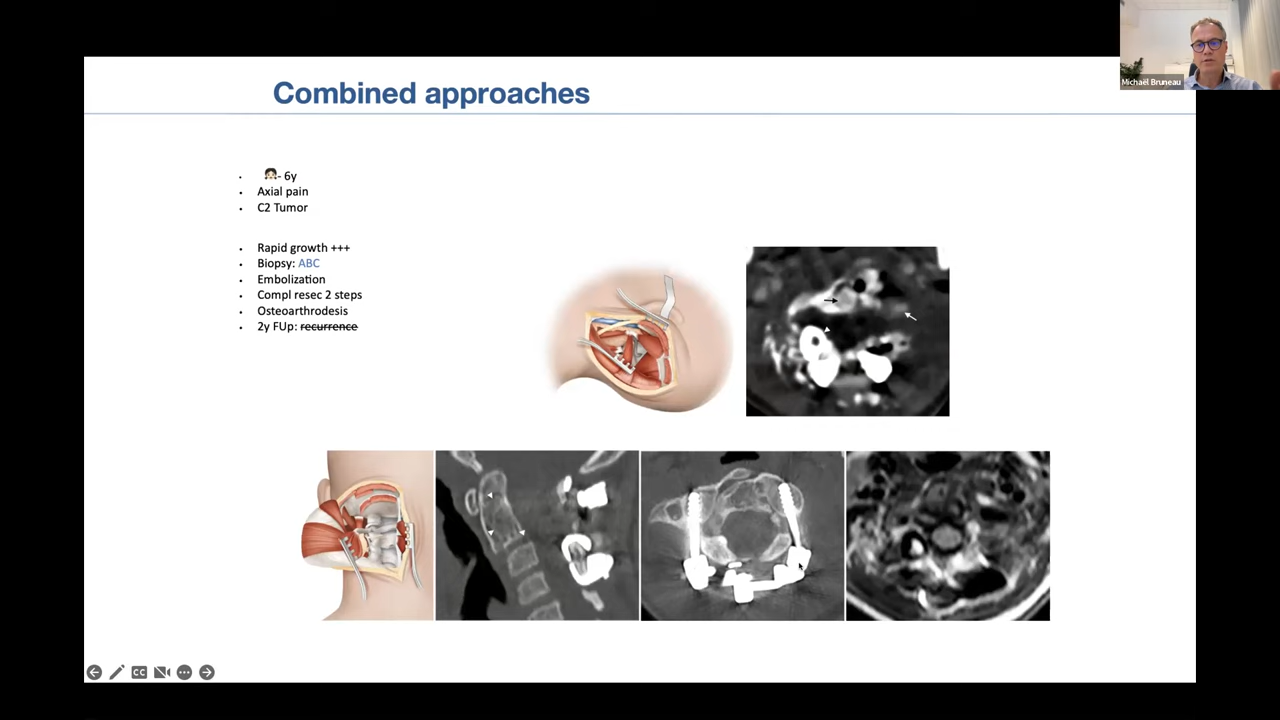 Combined approaches
Michaël Bruneau
- 6y
Axial pain
C2 Tumor
Rapid growth +++
Biopsy: ABC
Embolization
Compl resec 2 steps
Osteoarthrodesis
2y FUp: recurrence
CC